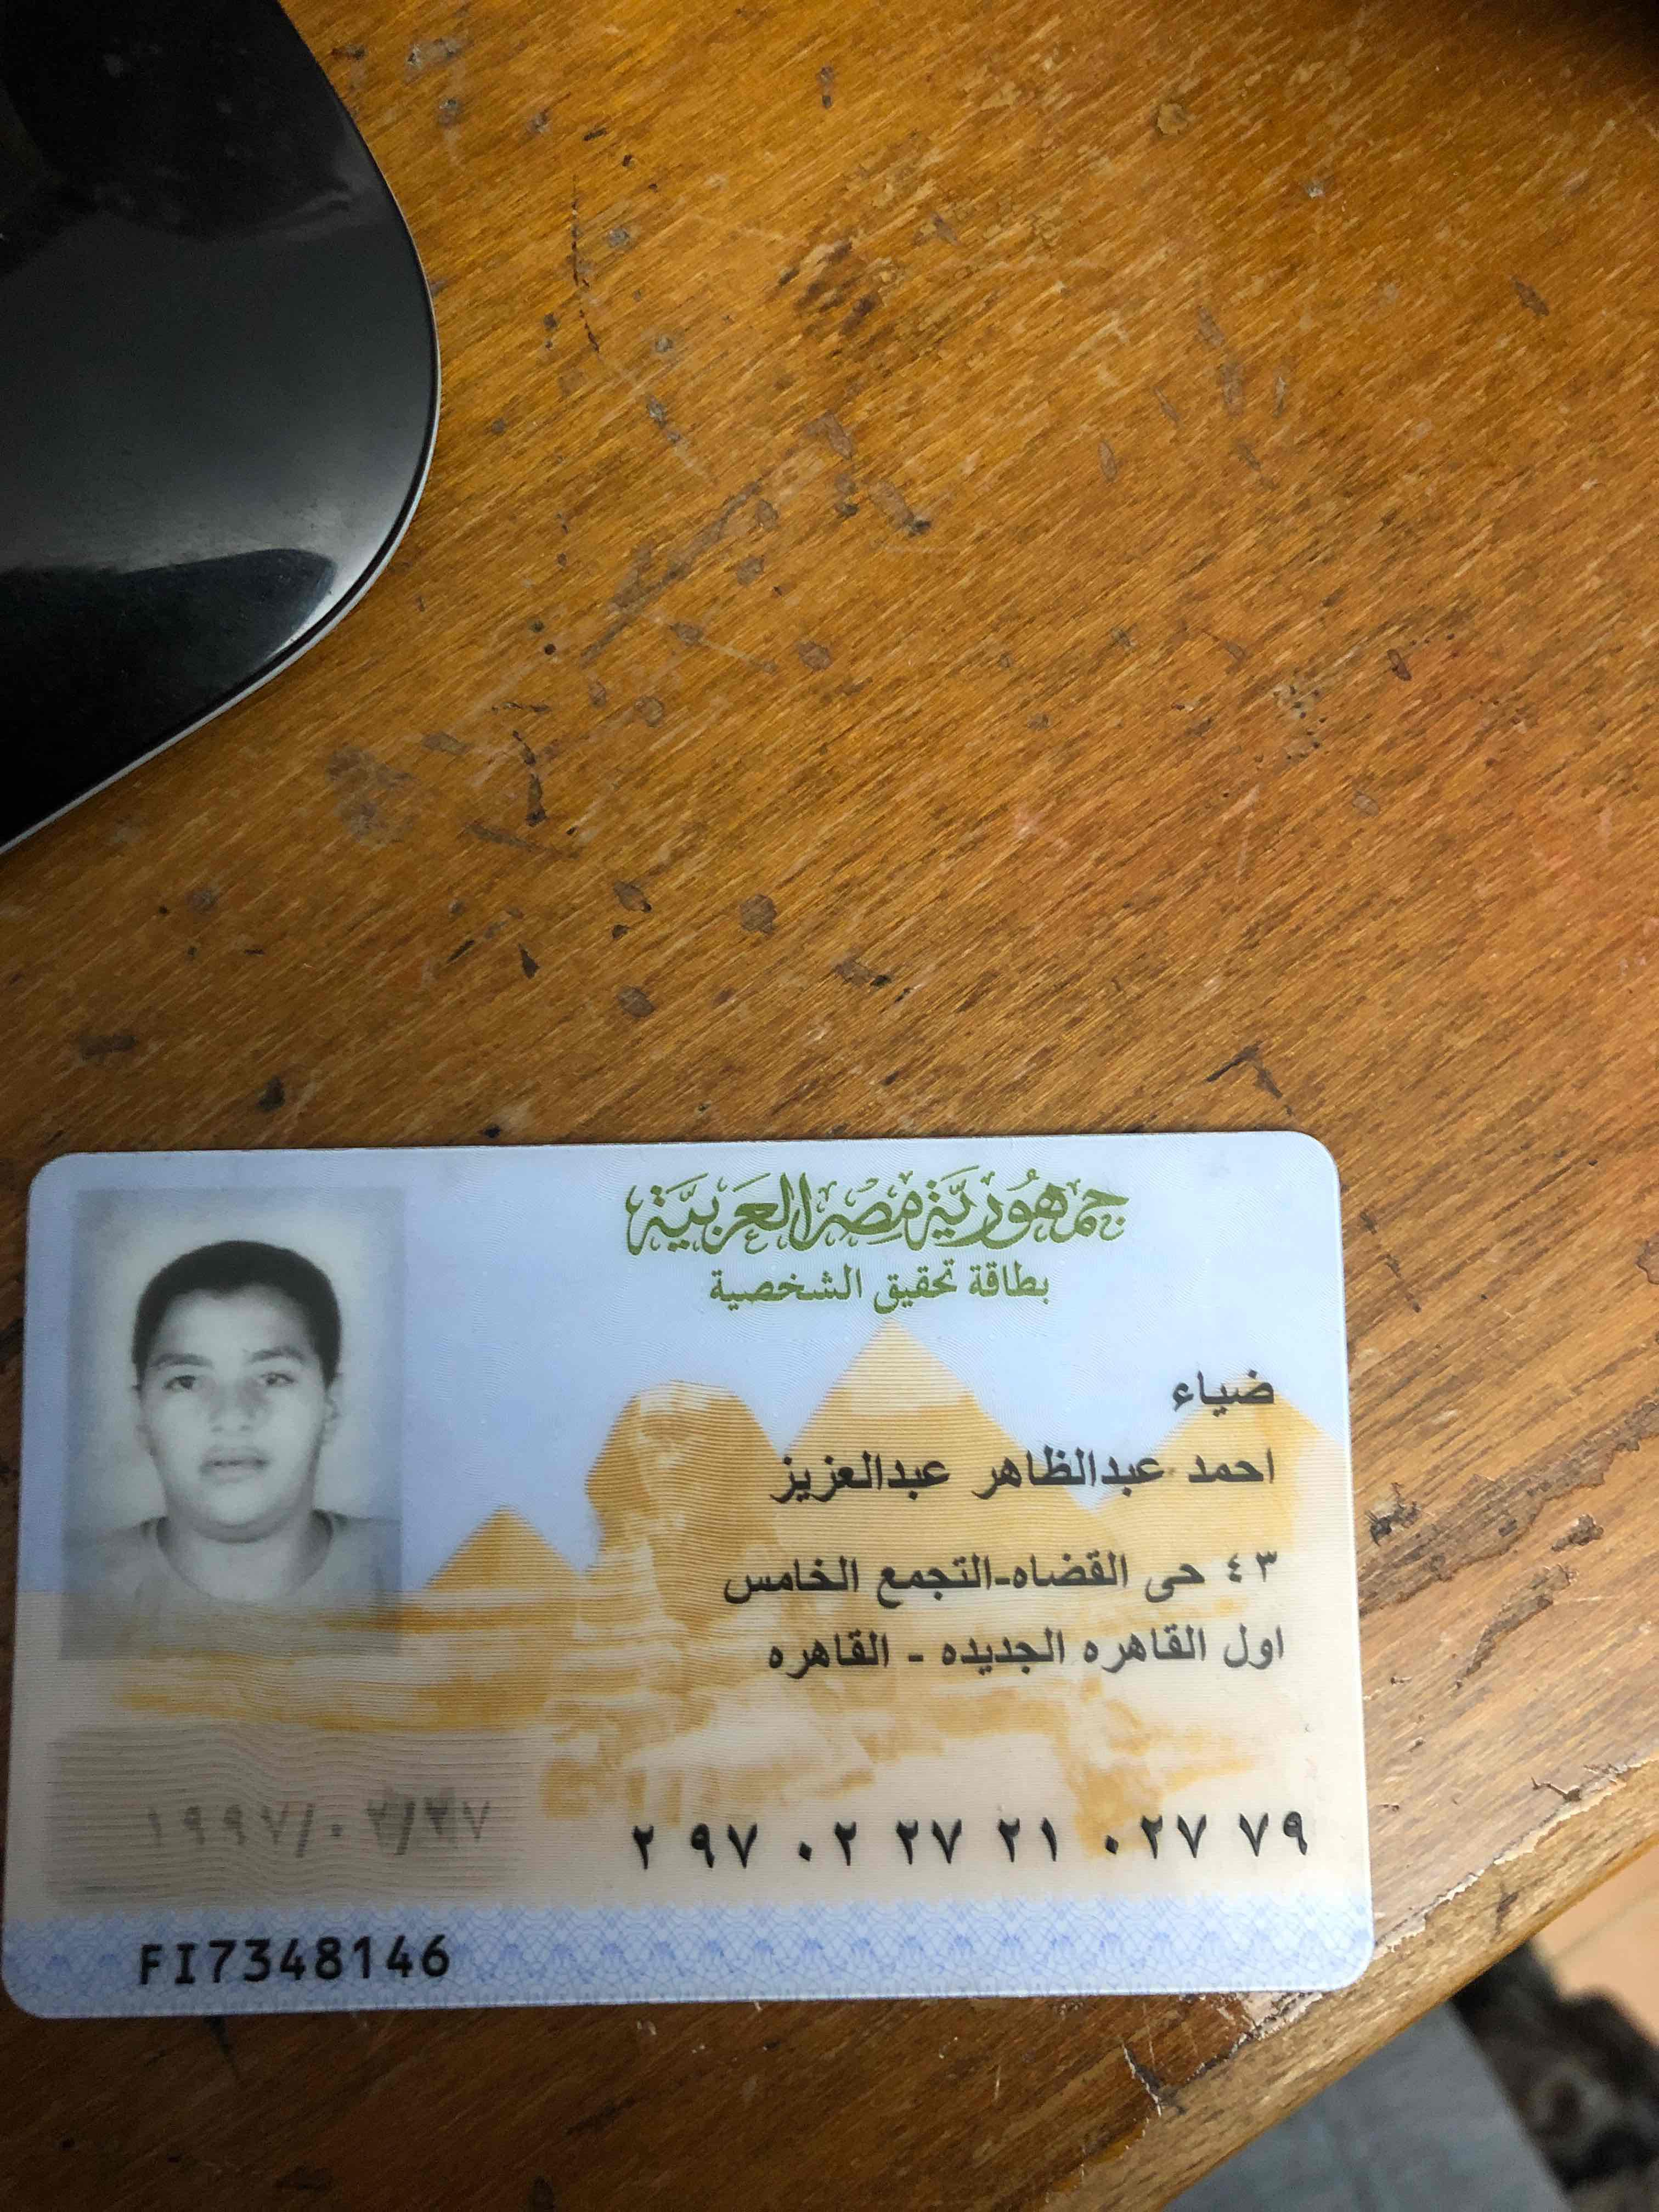 جمهورية مصر العربية
بطاقة تحقيق الشخصية
ضياء
احمد عبدالظاهر عبدالعزيز
٤٣ حى القضاه-التجمع الخامس
اول القاهره الجديده - القاهره
٢ ٩٧ ٠٢ ٢٧ ٢١ ٠٢٧ ٧٩
١٩٩٧/٠٢/٢٧
FI7348146